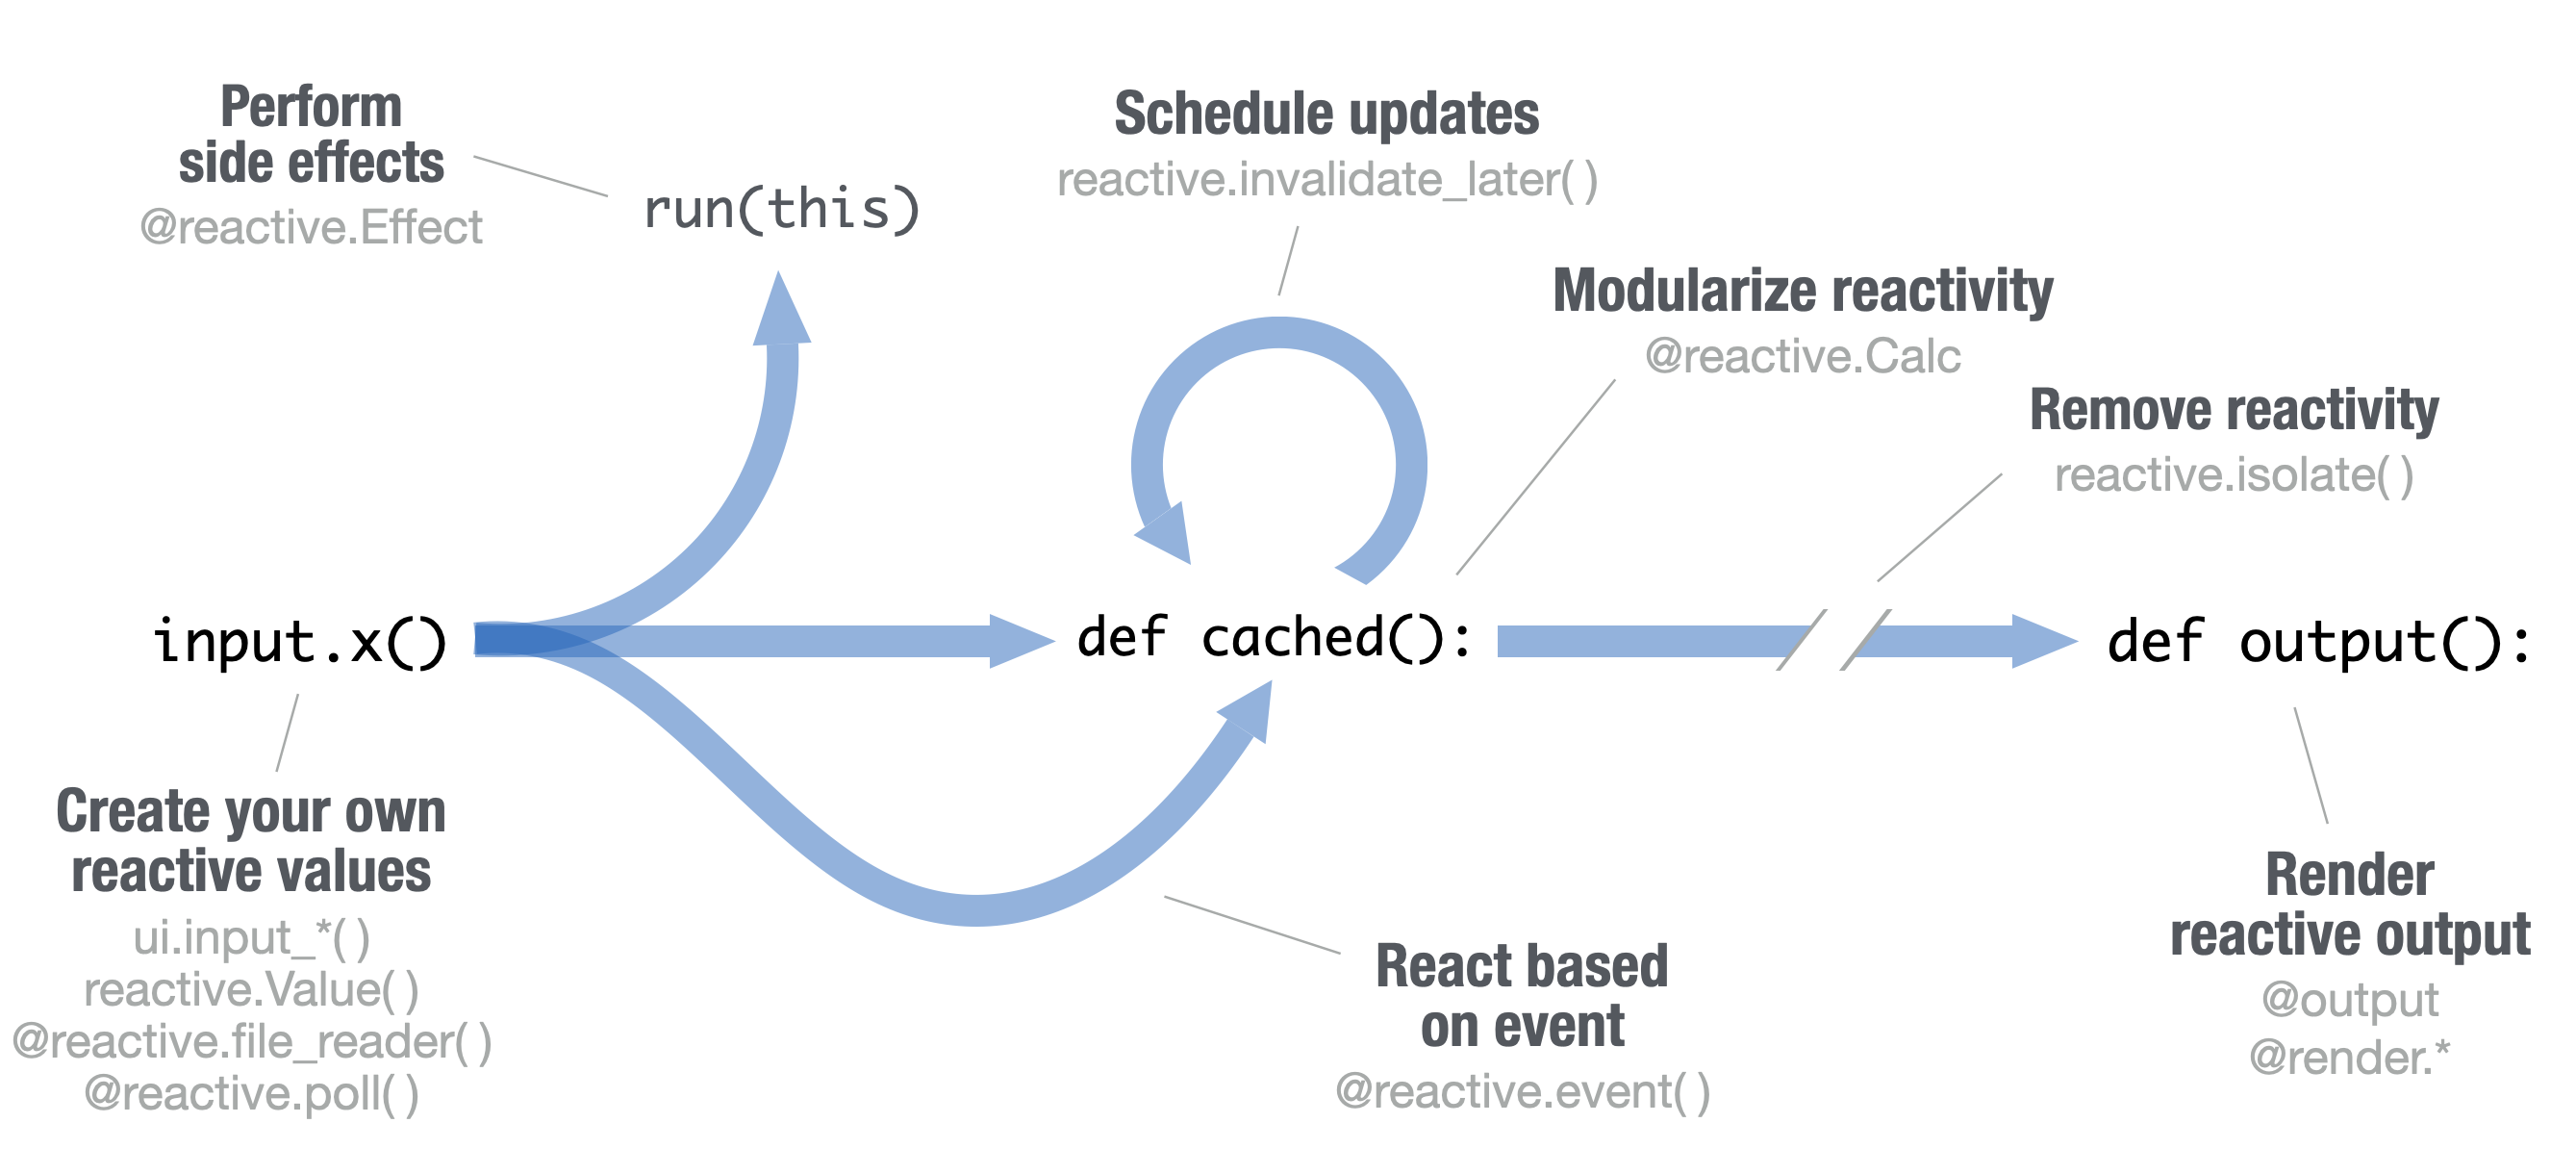 Perform
side effects
@reactive.Effect
run(this)
Schedule updates
reactive.invalidate_later()
Modularize reactivity
@reactive.Calc
Remove reactivity
reactive.isolate()
input.x()
def cached():
def output():
Create your own
reactive values
ui.input_*()
reactive.Value()
@reactive.file_reader()
@reactive.poll()
React based
on event
@reactive.event()
Render
reactive output
@output
@render.*